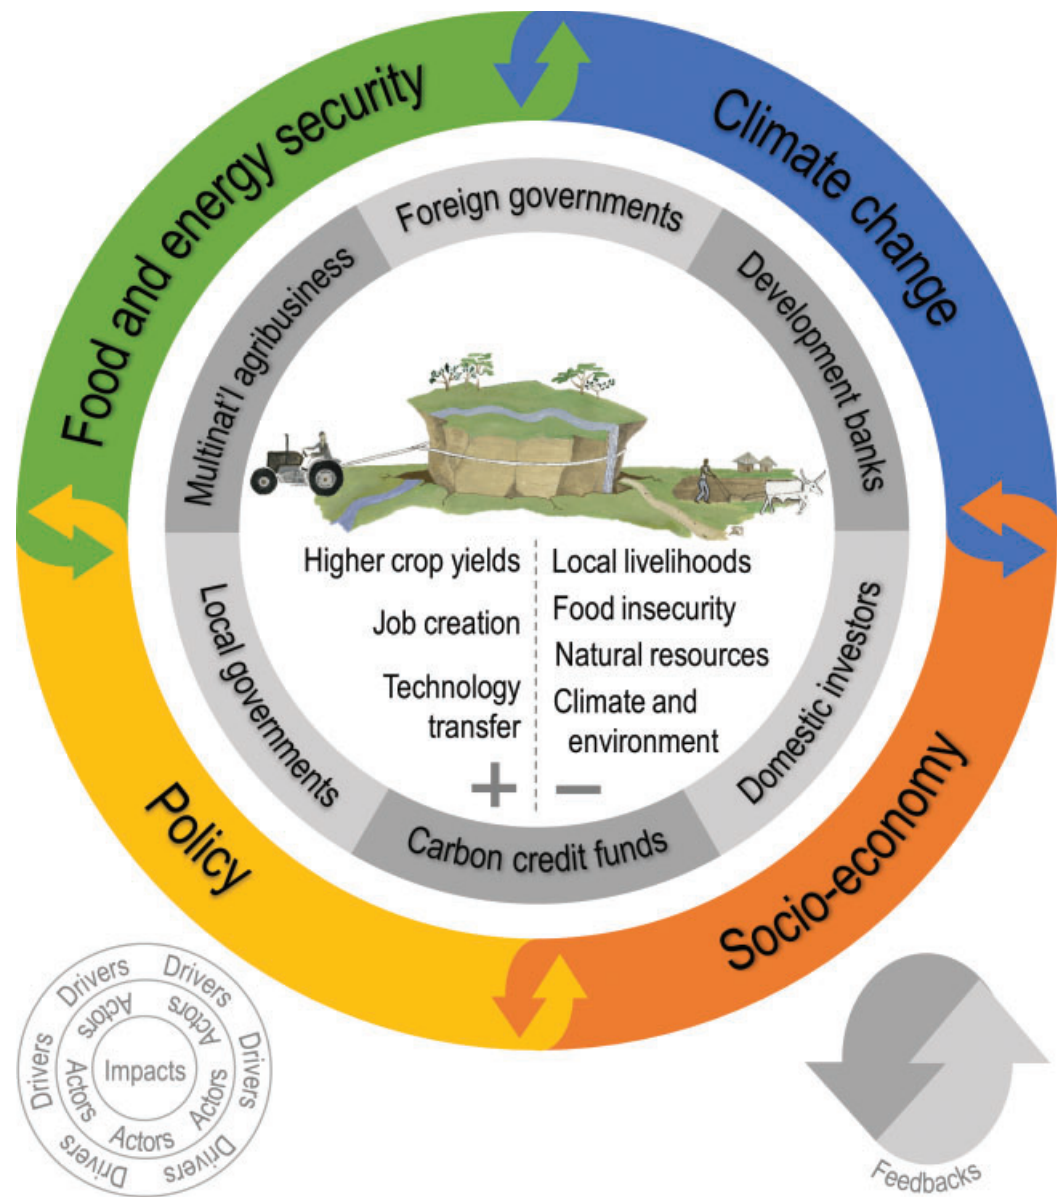 Food and energy security
Climate change
Foreign governments
Multinat'l agribusiness
Development banks
Higher crop yields
Job creation
Technology
transfer
+
Local livelihoods
Food insecurity
Natural resources
Climate and
environment
−
Local governments
Domestic investors
Carbon credit funds
Policy
Socio-economy
Drivers
Drivers
Drivers
Drivers
Drivers
Drivers
Actors
Actors
Actors
Actors
Actors
Impacts
Feedbacks